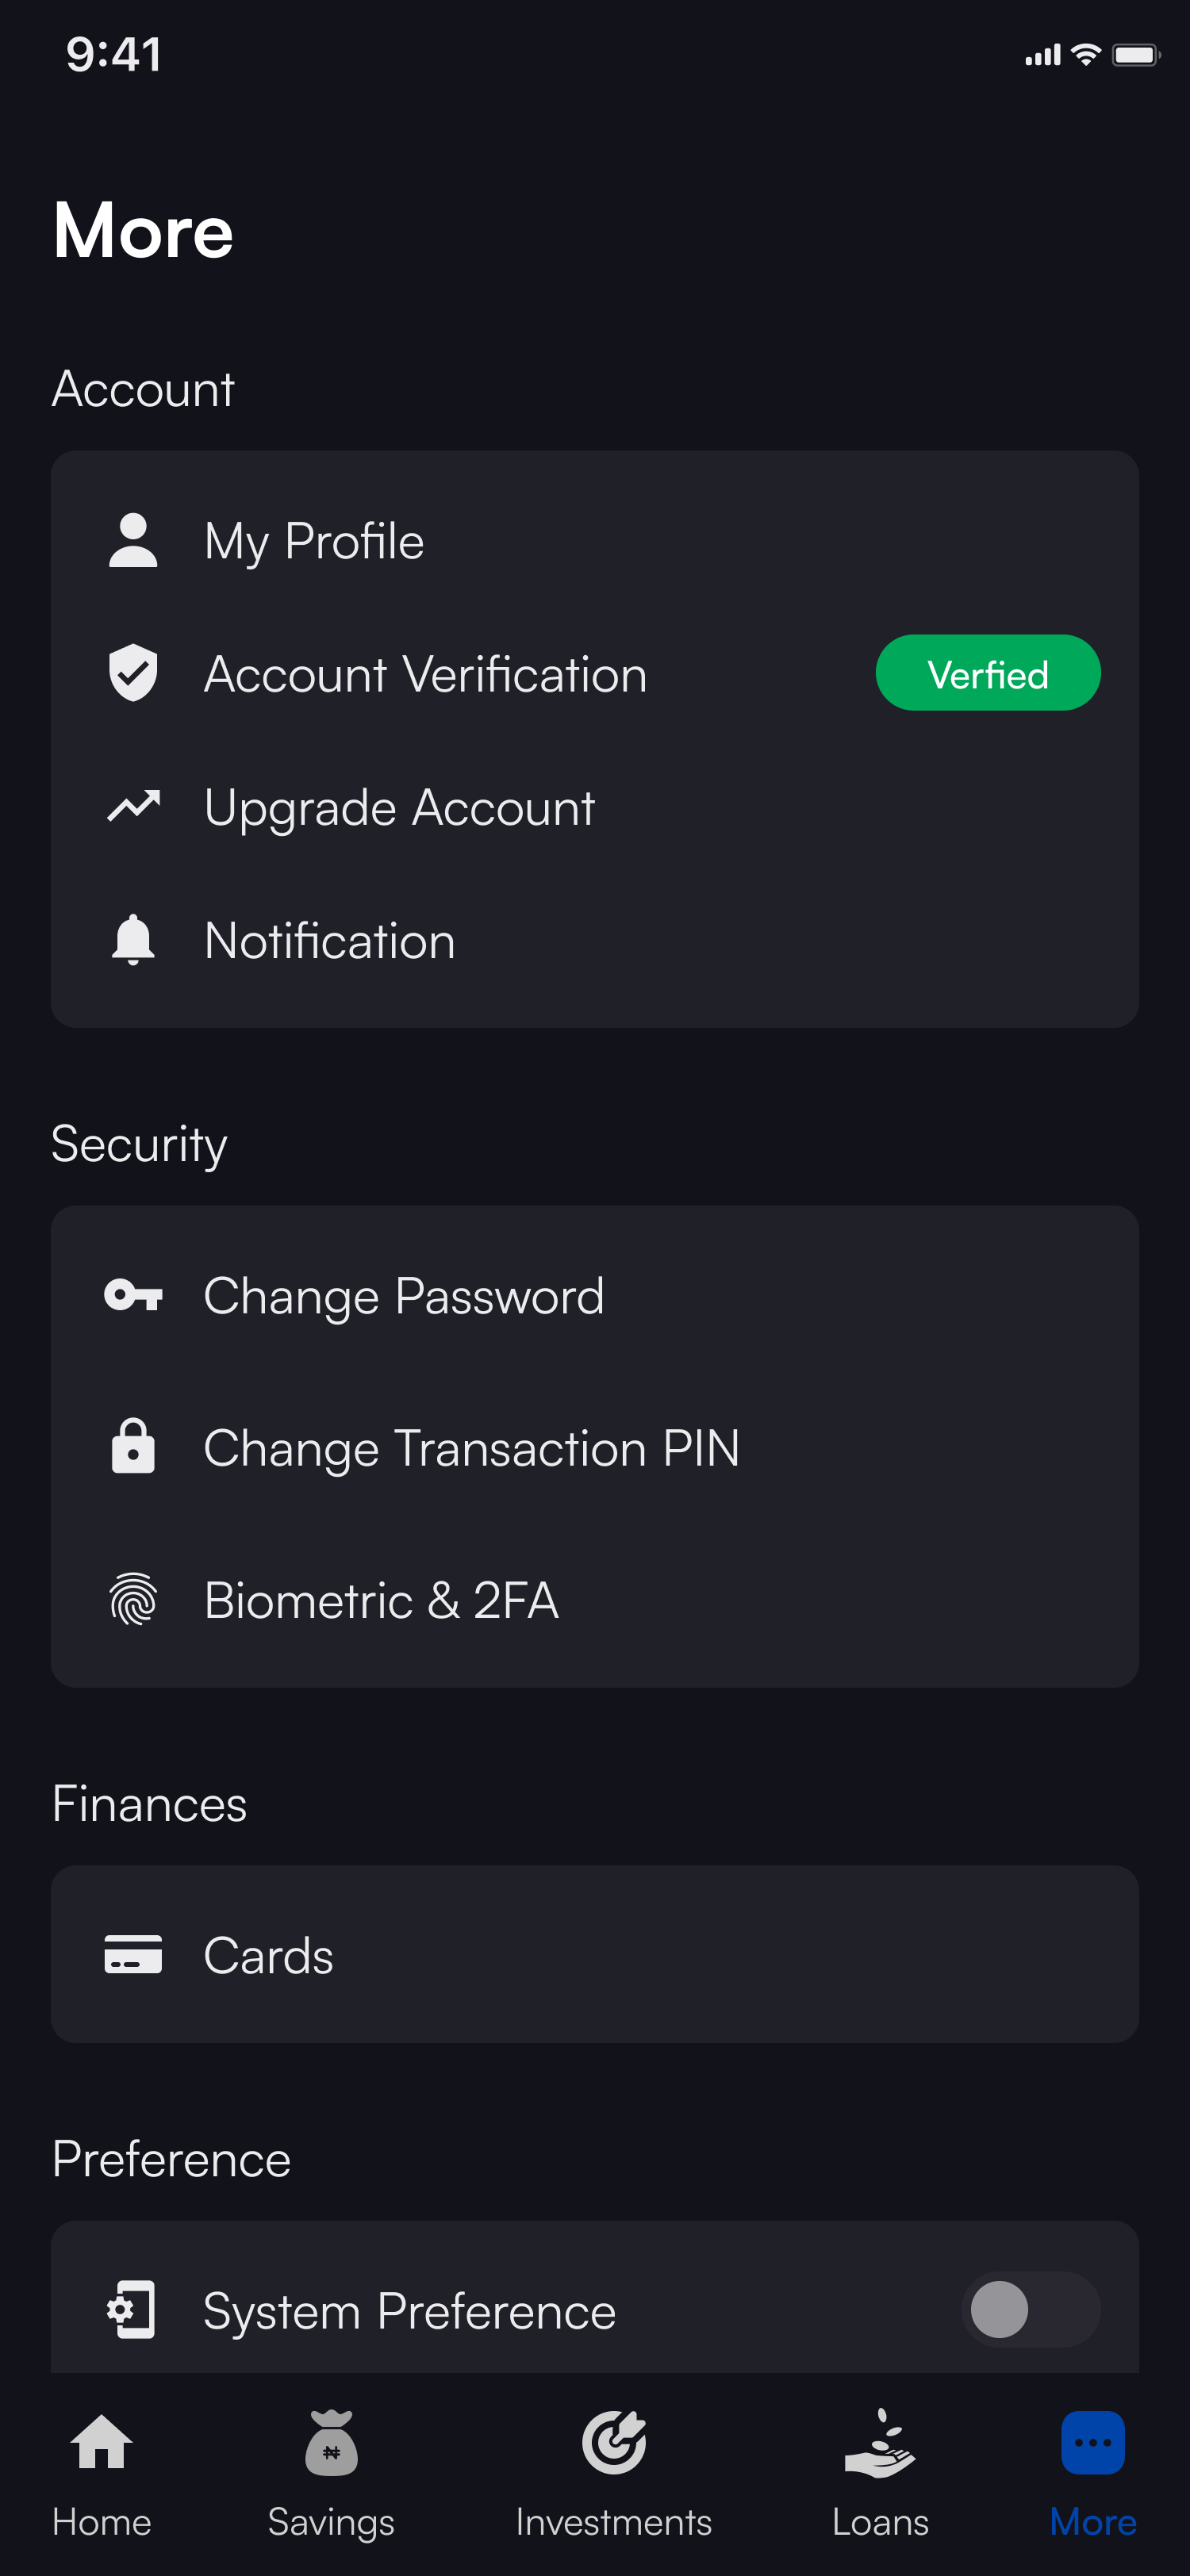 9:41
More
Account
My Profile
Account Verification
Verfied
Upgrade Account
Notification
Security
Change Password
Change Transaction PIN
Biometric & 2FA
Finances
Cards
Preference
System Preference
₦
Home
Savings
Investments
Loans
More